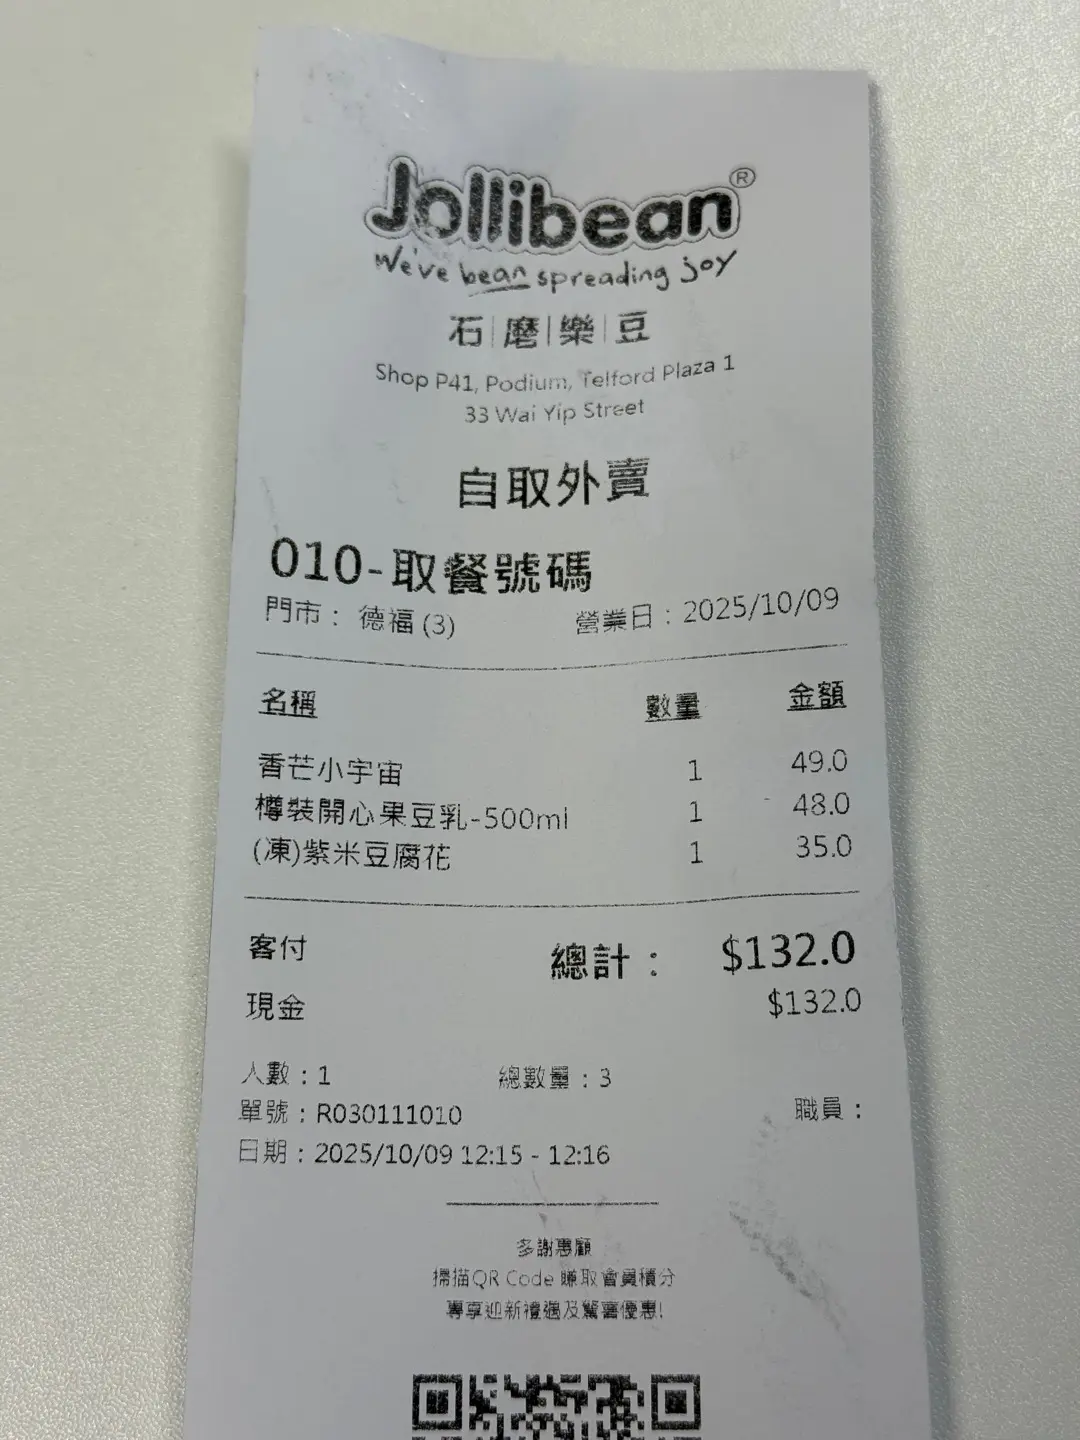 Jollibean®
We've bean spreading joy
石|磨|樂|豆
Shop P41, Podium, Telford Plaza 1
33 Wai Yip Street
自取外賣
010-取餐號碼
門市： 德福 (3) 營業日：2025/10/09
名稱 數量 金額
香芒小宇宙 1 49.0
樽裝開心果豆乳-500ml 1 48.0
(凍)紫米豆腐花 1 35.0
客付 總計： $132.0
現金 $132.0
人數：1 總數量：3
單號：R030111010 職員：
日期：2025/10/09 12:15 - 12:16
多謝惠顧
掃描QR Code 賺取會員積分
專享迎新禮遇及驚喜優惠!